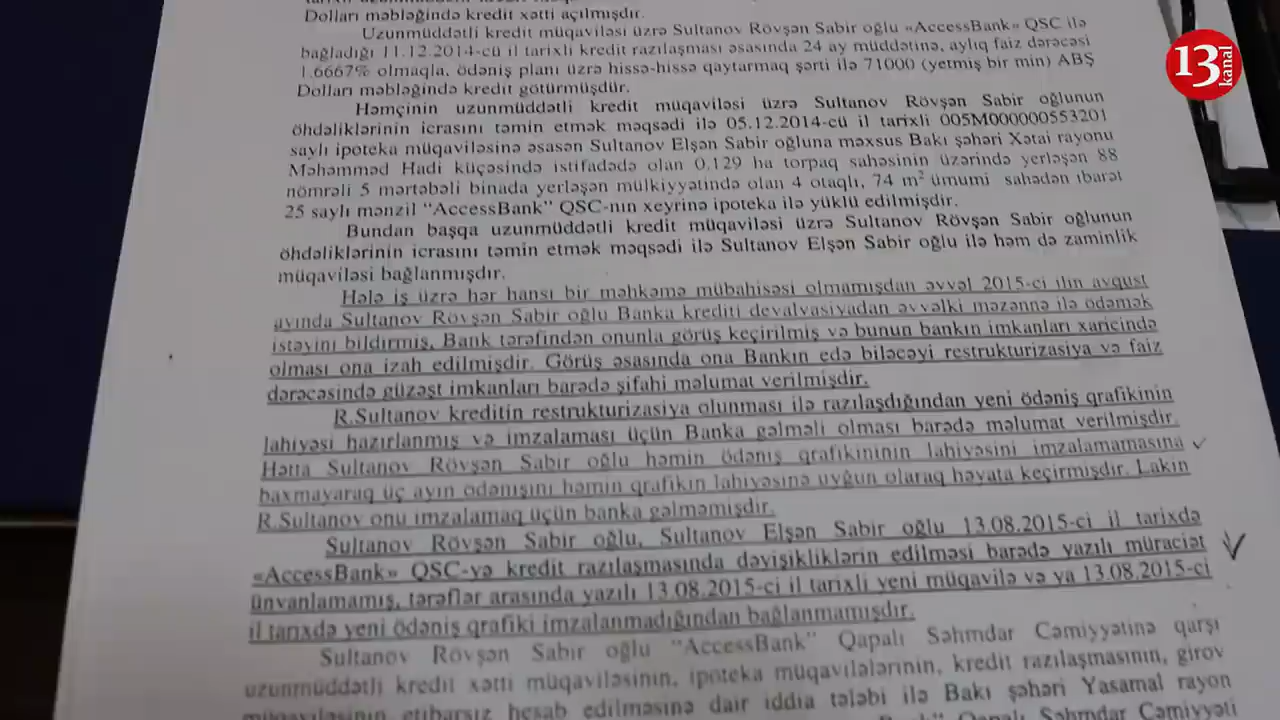 Dolları məbləğində kredit xətti açılmışdır.
Uzunmüddətli kredit müqaviləsi üzrə Sultanov Rövşən Sabir oğlu «AccessBank» QSC ilə
bağladığı 11.12.2014-cü il tarixli kredit razılaşması əsasında 24 ay müddətinə, aylıq faiz dərəcəsi
1,6667% olmaqla, ödəniş planı üzrə hissə-hissə qaytarmaq şərti ilə 71000 (yetmiş bir min) ABŞ
Dolları məbləğində kredit götürmüşdür.
Həmçinin uzunmüddətli kredit müqaviləsi üzrə Sultanov Rövşən Sabir oğlunun
öhdəliklərinin icrasını təmin etmək məqsədi ilə 05.12.2014-cü il tarixli 005M000000553201
saylı ipoteka müqaviləsinə əsasən Sultanov Elşən Sabir oğluna məxsus Bakı şəhəri Xətai rayonu
Məhəmməd Hadi küçəsində istifadədə olan 0,129 ha torpaq sahəsinin üzərində yerləşən 88
nömrəli 5 mərtəbəli binada yerləşən mülkiyyətində olan 4 otaqlı, 74 m² ümumi sahədən ibarət
25 saylı mənzil "AccessBank" QSC-nın xeyrinə ipoteka ilə yüklü edilmişdir.
Bundan başqa uzunmüddətli kredit müqaviləsi üzrə Sultanov Rövşən Sabir oğlunun
öhdəliklərinin icrasını təmin etmək məqsədi ilə Sultanov Elşən Sabir oğlu ilə həm də zaminlik
müqaviləsi bağlanmışdır.
Hələ iş üzrə hər hansı bir məhkəmə mübahisəsi olmamışdan əvvəl 2015-ci ilin avqust
ayında Sultanov Rövşən Sabir oğlu Banka krediti devalvasiyadan əvvəlki məzənnə ilə ödəmək
istəyini bildirmiş, Bank tərəfindən onunla görüş keçirilmiş və bunun bankın imkanları xaricində
olması ona izah edilmişdir. Görüş əsasında ona Bankın edə biləcəyi restrukturizasiya və faiz
dərəcəsində güzəşt imkanları barədə şifahi məlumat verilmişdir.
R.Sultanov kreditin restrukturizasiya olunması ilə razılaşdığından yeni ödəniş qrafikinin
lahiyəsi hazırlanmış və imzalaması üçün Banka gəlməli olması barədə məlumat verilmişdir.
Hətta Sultanov Rövşən Sabir oğlu həmin ödəniş qrafikininin lahiyəsini imzalamamasına
baxmayaraq üç ayın ödənişini həmin qrafikin lahiyəsinə uyğun olaraq həyata keçirmişdir. Lakin
R.Sultanov onu imzalamaq üçün banka gəlməmişdir.
Sultanov Rövşən Sabir oğlu, Sultanov Elşən Sabir oğlu 13.08.2015-ci il tarixdə
«AccessBank» QSC-yə kredit razılaşmasında dəyişikliklərin edilməsi barədə yazılı müraciət
ünvanlamamış, tərəflər arasında yazılı 13.08.2015-ci il tarixli yeni müqavilə və ya 13.08.2015-ci
il tarixdə yeni ödəniş qrafiki imzalanmadığından bağlanmamışdır.
Sultanov Rövşən Sabir oğlu "AccessBank" Qapalı Səhmdar Cəmiyyətinə qarşı
uzunmüddətli kredit xətti müqaviləsinin, ipoteka müqavilələrinin, kredit razılaşmasının, girov
müqaviləsinin etibarsız hesab edilməsinə dair iddia tələbi ilə Bakı şəhəri Yasamal rayon
Qapalı Səhmdar Cəmiyyəti
13
kanal